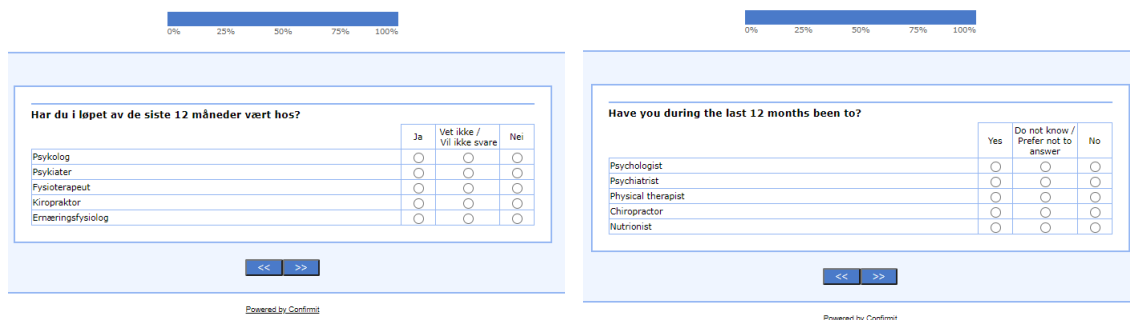 0% 25% 50% 75% 100%
Har du i løpet av de siste 12 måneder vært hos?
Ja Vet ikke / Nei
Vil ikke svare
Psykolog
Psykiater
Fysioterapeut
Kiropraktor
Ernæringsfysiolog
<< >>
Powered by Confirmit
0% 25% 50% 75% 100%
Have you during the last 12 months been to?
Do not know /
Yes Prefer not to No
answer
Psychologist
Psychiatrist
Physical therapist
Chiropractor
Nutrionist
<< >>
Powered by Confirmit